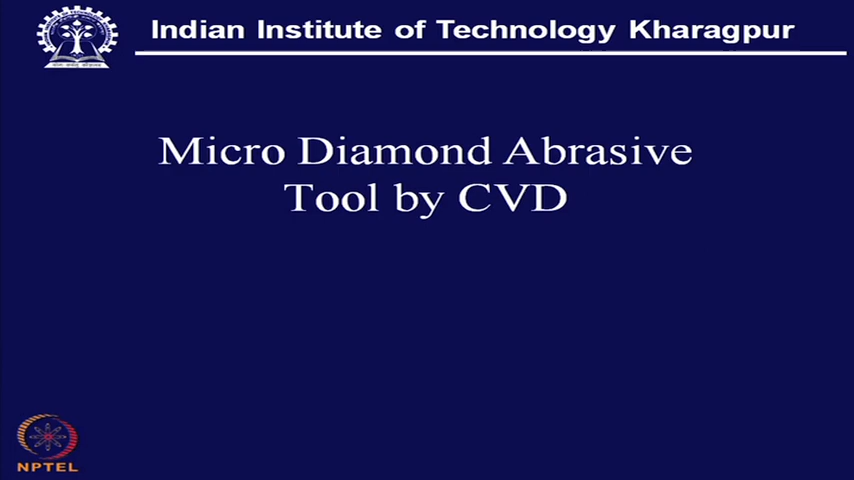 Indian Institute of Technology Kharagpur
Micro Diamond Abrasive
Tool by CVD
NPTEL